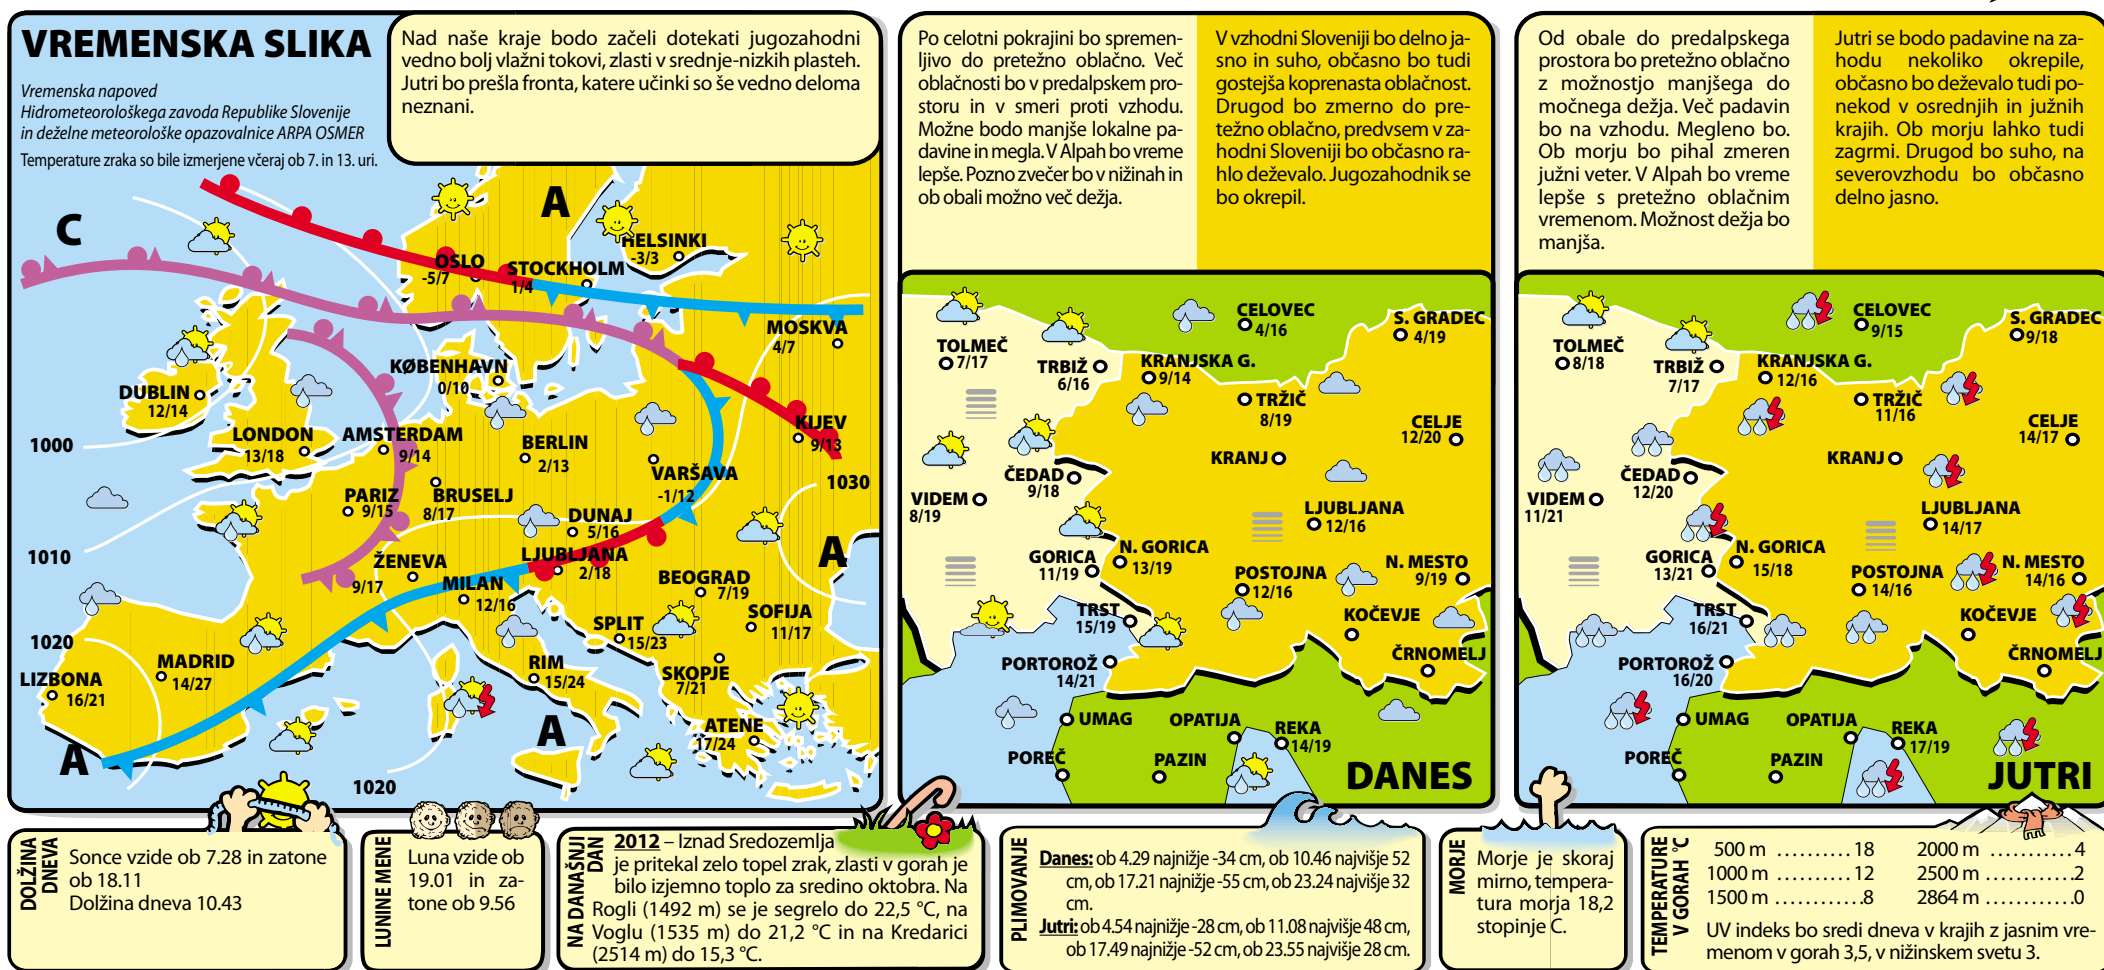 VREMENSKA SLIKA
Vremenska napoved
Hidrometeorološkega zavoda Republike Slovenije
in deželne meteorološke opazovalnice ARPA OSMER
Temperature zraka so bile izmerjene včeraj ob 7. in 13. uri.
Nad naše kraje bodo začeli dotekati jugozahodni
vedno bolj vlažni tokovi, zlasti v srednje-nizkih plasteh.
Jutri bo prešla fronta, katere učinki so še vedno deloma
neznani.
A
C
HELSINKI
-3/3
OSLO
-5/7
STOCKHOLM
1/4
MOSKVA
4/7
KØBENHAVN
0/10
DUBLIN
12/14
KIJEV
9/13
1000
LONDON
13/18
AMSTERDAM
9/14
BERLIN
2/13
VARŠAVA
-1/12
1030
PARIZ
9/15
BRUSELJ
8/17
DUNAJ
5/16
1010
ŽENEVA
9/17
LJUBLJANA
2/18
A
MILAN
12/16
BEOGRAD
7/19
SOFIJA
11/17
SPLIT
15/23
1020
MADRID
14/27
RIM
15/24
SKOPJE
7/21
LIZBONA
16/21
ATENE
17/24
A
A
1020
Po celotni pokrajini bo spremen-
ljivo do pretežno oblačno. Več
oblačnosti bo v predalpskem pro-
storu in v smeri proti vzhodu.
Možne bodo manjše lokalne pa-
davine in megla. V Alpah bo vreme
lepše. Pozno zvečer bo v nižinah in
ob obali možno več dežja.
V vzhodni Sloveniji bo delno ja-
sno in suho, občasno bo tudi
gostejša koprenasta oblačnost.
Drugod bo zmerno do pre-
težno oblačno, predvsem v za-
hodni Sloveniji bo občasno ra-
hlo deževalo. Jugozahodnik se
bo okrepil.
CELOVEC
4/16
S. GRADEC
4/19
TOLMEČ
7/17
TRBIŽ
6/16
KRANJSKA G.
9/14
TRŽIČ
8/19
CELJE
12/20
KRANJ
ČEDAD
9/18
VIDEM
8/19
LJUBLJANA
12/16
GORICA
11/19
N. GORICA
13/19
POSTOJNA
12/16
N. MESTO
9/19
TRST
15/19
KOČEVJE
PORTOROŽ
14/21
ČRNOMELJ
UMAG
OPATIJA
REKA
14/19
POREČ
PAZIN
DANES
Od obale do predalpskega
prostora bo pretežno oblačno
z možnostjo manjšega do
močnega dežja. Več padavin
bo na vzhodu. Megleno bo.
Ob morju bo pihal zmeren
južni veter. V Alpah bo vreme
lepše s pretežno oblačnim
vremenom. Možnost dežja bo
manjša.
Jutri se bodo padavine na za-
hodu nekoliko okrepile,
občasno bo deževalo tudi po-
nekod v osrednjih in južnih
krajih. Ob morju lahko tudi
zagrmi. Drugod bo suho, na
severovzhodu bo občasno
delno jasno.
CELOVEC
9/15
S. GRADEC
9/18
TOLMEČ
8/18
TRBIŽ
7/17
KRANJSKA G.
12/16
TRŽIČ
11/16
CELJE
14/17
KRANJ
ČEDAD
12/20
VIDEM
11/21
LJUBLJANA
14/17
GORICA
13/21
N. GORICA
15/18
POSTOJNA
14/16
N. MESTO
14/16
TRST
16/21
KOČEVJE
PORTOROŽ
16/20
ČRNOMELJ
UMAG
OPATIJA
REKA
17/19
POREČ
PAZIN
JUTRI
DOLŽINA
DNEVA
Sonce vzide ob 7.28 in zatone
ob 18.11
Dolžina dneva 10.43
LUNINE MENE
Luna vzide ob
19.01 in za-
tone ob 9.56
NA DANAŠNJI
DAN
2012 – Iznad Sredozemlja
je pritekal zelo topel zrak, zlasti v gorah je
bilo izjemno toplo za sredino oktobra. Na
Rogli (1492 m) se je segrelo do 22,5 °C, na
Voglu (1535 m) do 21,2 °C in na Kredarici
(2514 m) do 15,3 °C.
PLIMOVANJE
Danes: ob 4.29 najnižje -34 cm, ob 10.46 najvišje 52
cm, ob 17.21 najnižje -55 cm, ob 23.24 najvišje 32
cm.
Jutri: ob 4.54 najnižje -28 cm, ob 11.08 najvišje 48 cm,
ob 17.49 najnižje -52 cm, ob 23.55 najvišje 28 cm.
MORJE
Morje je skoraj
mirno, tempera-
tura morja 18,2
stopinje C.
TEMPERATURE
V GORAH °C
500 m ..........18
1000 m ..........12
1500 m ..........8
2000 m ..........4
2500 m ..........2
2864 m ..........0
UV indeks bo sredi dneva v krajih z jasnim vre-
menom v gorah 3,5, v nižinskem svetu 3.